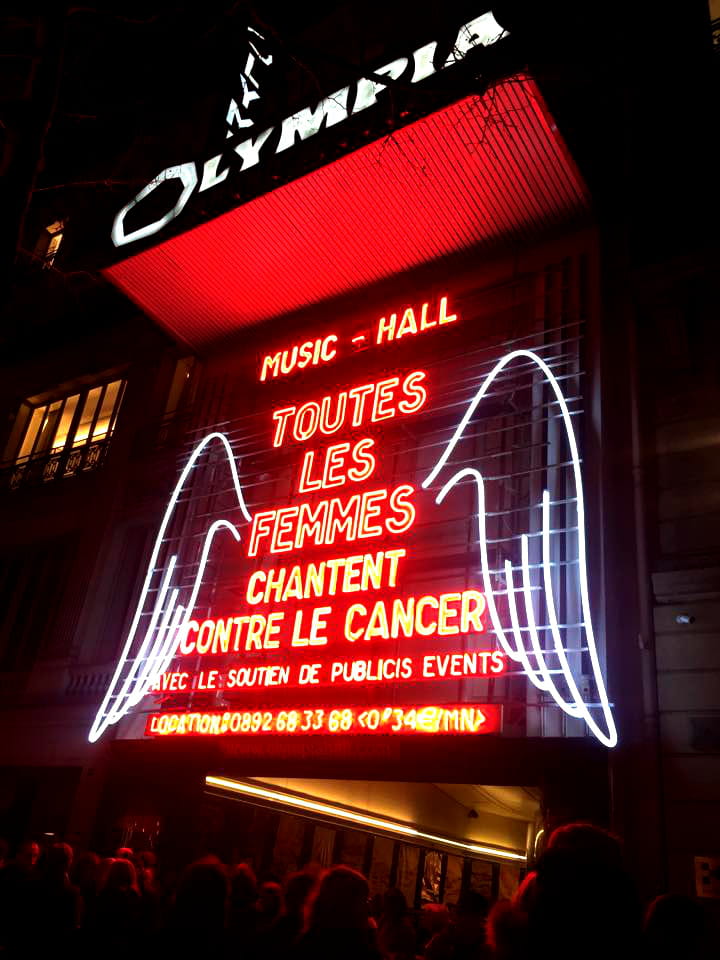 OLYMPIA
MUSIC - HALL
TOUTES
LES
FEMMES
CHANTENT
CONTRE LE CANCER
AVEC LE SOUTIEN DE PUBLICIS EVENTS
LOCATION: 0892 68 33 68 <0"34€/MN>